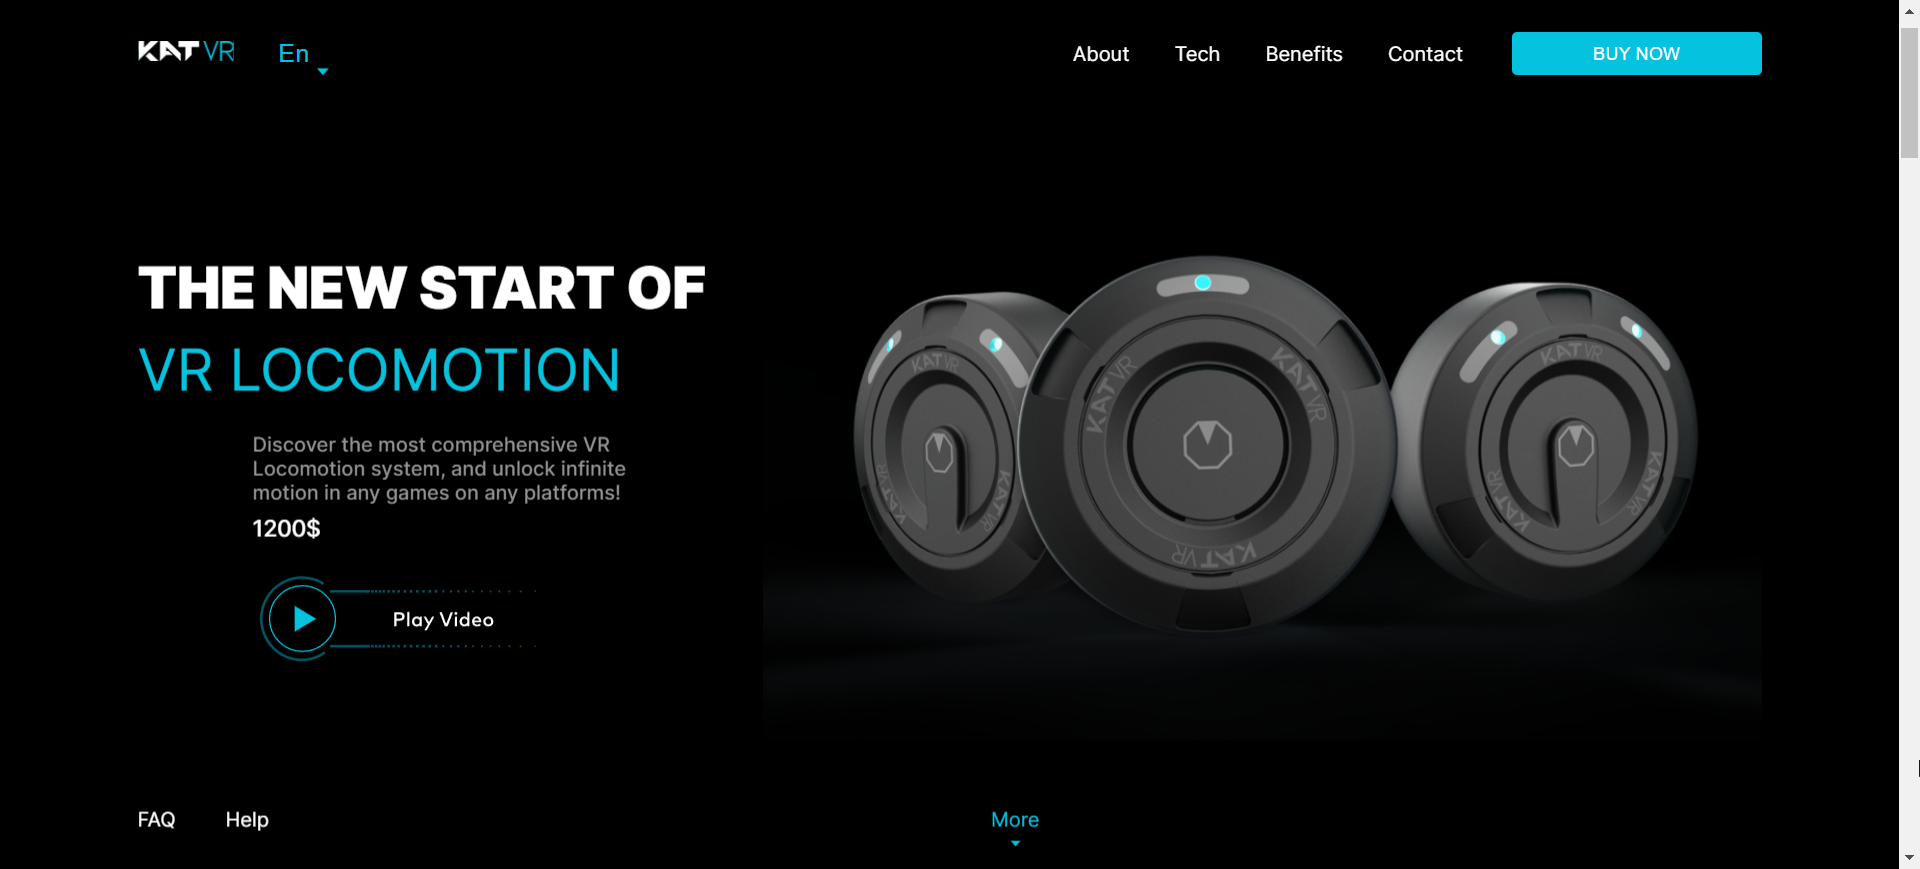 KAT VR
En
About
Tech
Benefits
Contact
BUY NOW
THE NEW START OF
VR LOCOMOTION
Discover the most comprehensive VR
Locomotion system, and unlock infinite
motion in any games on any platforms!
1200$
Play Video
KAT VR
KAT VR
KAT VR
KAT VR
KAT VR
KAT VR
KAT VR
KAT VR
KAT VR
FAQ
Help
More